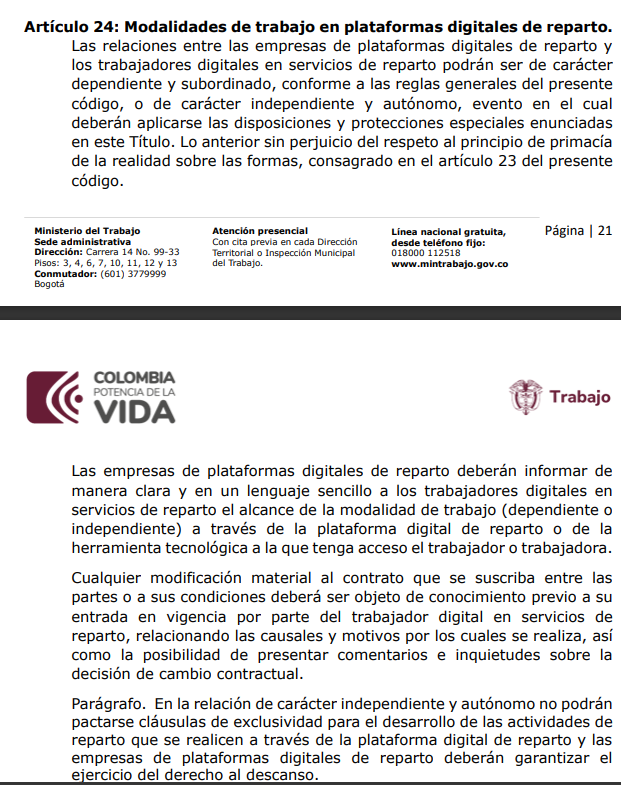 Artículo 24: Modalidades de trabajo en plataformas digitales de reparto.
Las relaciones entre las empresas de plataformas digitales de reparto y
los trabajadores digitales en servicios de reparto podrán ser de carácter
dependiente y subordinado, conforme a las reglas generales del presente
código, o de carácter independiente y autónomo, evento en el cual
deberán aplicarse las disposiciones y protecciones especiales enunciadas
en este Título. Lo anterior sin perjuicio del respeto al principio de primacía
de la realidad sobre las formas, consagrado en el artículo 23 del presente
código.
Ministerio del Trabajo
Sede administrativa
Dirección: Carrera 14 No. 99-33
Pisos: 3, 4, 6, 7, 10, 11, 12 y 13
Conmutador: (601) 3779999
Bogotá
Atención presencial
Con cita previa en cada Dirección
Territorial o Inspección Municipal
del Trabajo.
Línea nacional gratuita,
desde teléfono fijo:
018000 112518
www.mintrabajo.gov.co
Página | 21
COLOMBIA
POTENCIA DE LA
VIDA
Trabajo
Las empresas de plataformas digitales de reparto deberán informar de
manera clara y en un lenguaje sencillo a los trabajadores digitales en
servicios de reparto el alcance de la modalidad de trabajo (dependiente o
independiente) a través de la plataforma digital de reparto o de la
herramienta tecnológica a la que tenga acceso el trabajador o trabajadora.
Cualquier modificación material al contrato que se suscriba entre las
partes o a sus condiciones deberá ser objeto de conocimiento previo a su
entrada en vigencia por parte del trabajador digital en servicios de
reparto, relacionando las causales y motivos por los cuales se realiza, así
como la posibilidad de presentar comentarios e inquietudes sobre la
decisión de cambio contractual.
Parágrafo. En la relación de carácter independiente y autónomo no podrán
pactarse cláusulas de exclusividad para el desarrollo de las actividades de
reparto que se realicen a través de la plataforma digital de reparto y las
empresas de plataformas digitales de reparto deberán garantizar el
ejercicio del derecho al descanso.